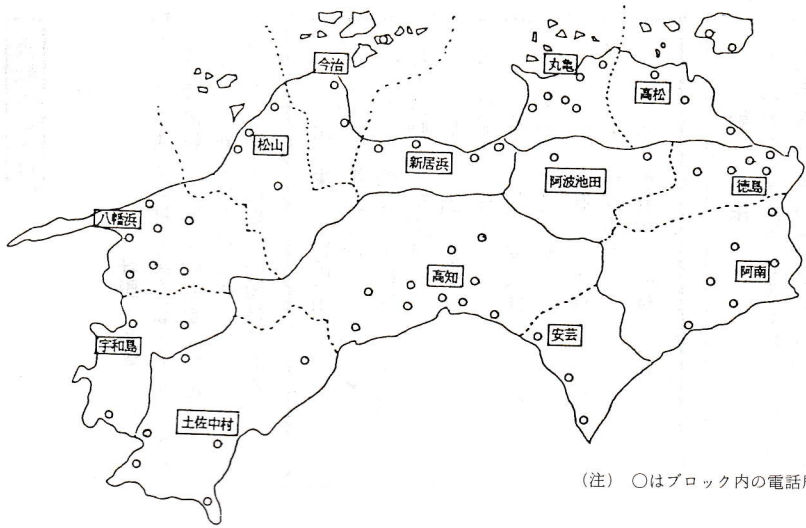 今治
丸亀
高松
松山
新居浜
阿波池田
徳島
八幡浜
高知
阿南
宇和島
安芸
土佐中村
(注) ○はブロック内の電話